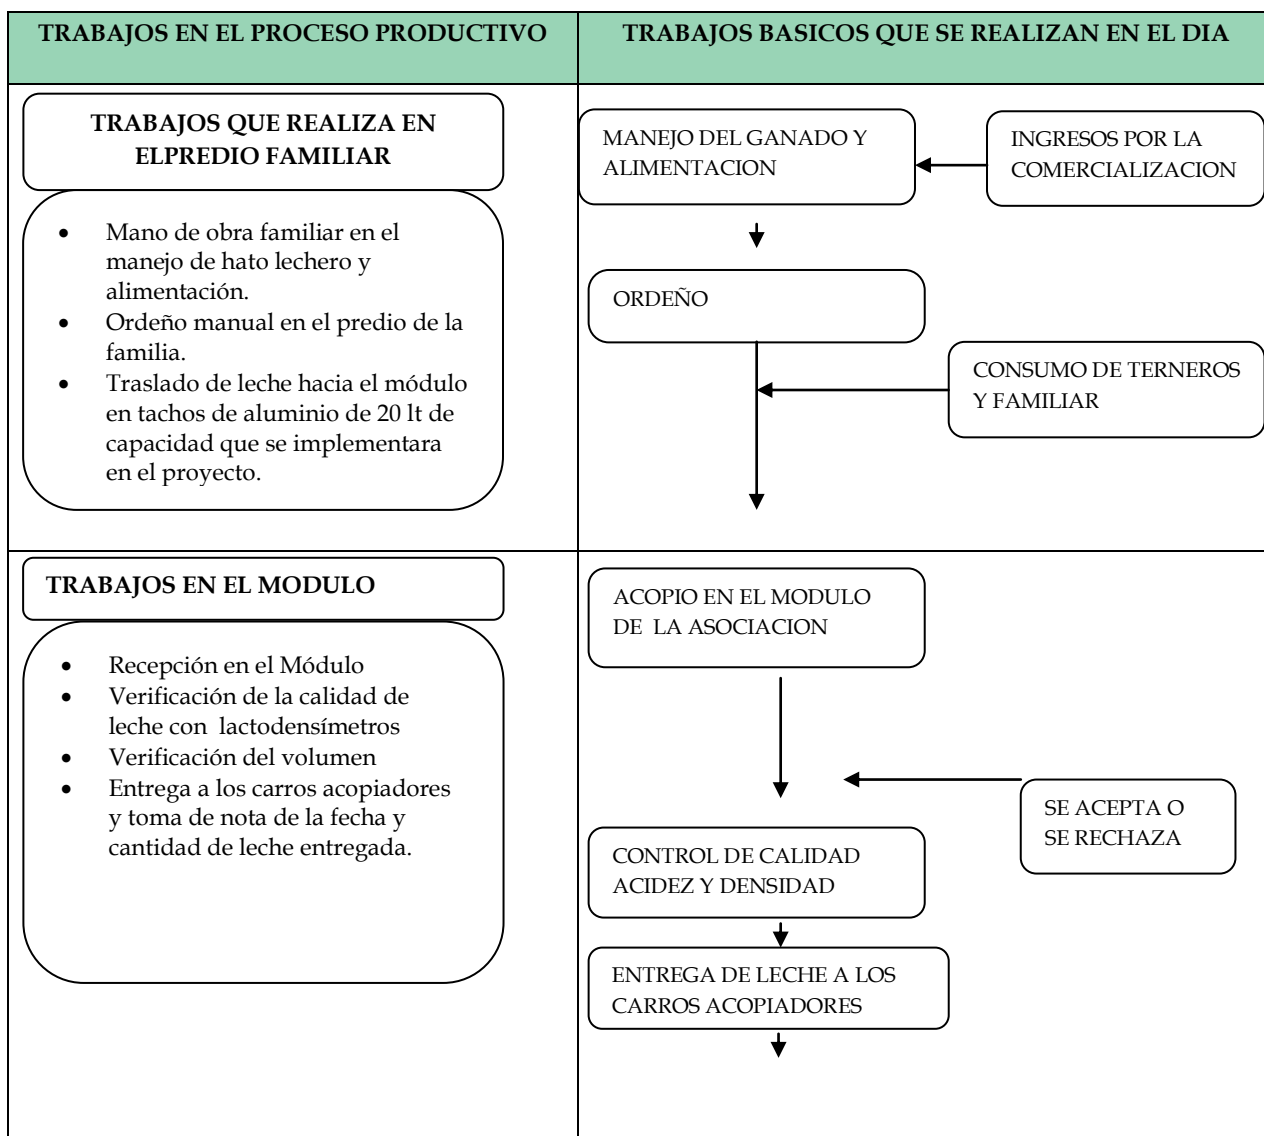 TRABAJOS EN EL PROCESO PRODUCTIVO
TRABAJOS BASICOS QUE SE REALIZAN EN EL DIA
TRABAJOS QUE REALIZA EN
ELPREDIO FAMILIAR
• Mano de obra familiar en el
manejo de hato lechero y
alimentación.
• Ordeño manual en el predio de la
familia.
• Traslado de leche hacia el módulo
en tachos de aluminio de 20 lt de
capacidad que se implementara
en el proyecto.
MANEJO DEL GANADO Y
ALIMENTACION
INGRESOS POR LA
COMERCIALIZACION
ORDEÑO
CONSUMO DE TERNEROS
Y FAMILIAR
TRABAJOS EN EL MODULO
• Recepción en el Módulo
• Verificación de la calidad de
leche con lactodensímetros
• Verificación del volumen
• Entrega a los carros acopiadores
y toma de nota de la fecha y
cantidad de leche entregada.
ACOPIO EN EL MODULO
DE LA ASOCIACION
SE ACEPTA O
SE RECHAZA
CONTROL DE CALIDAD
ACIDEZ Y DENSIDAD
ENTREGA DE LECHE A LOS
CARROS ACOPIADORES